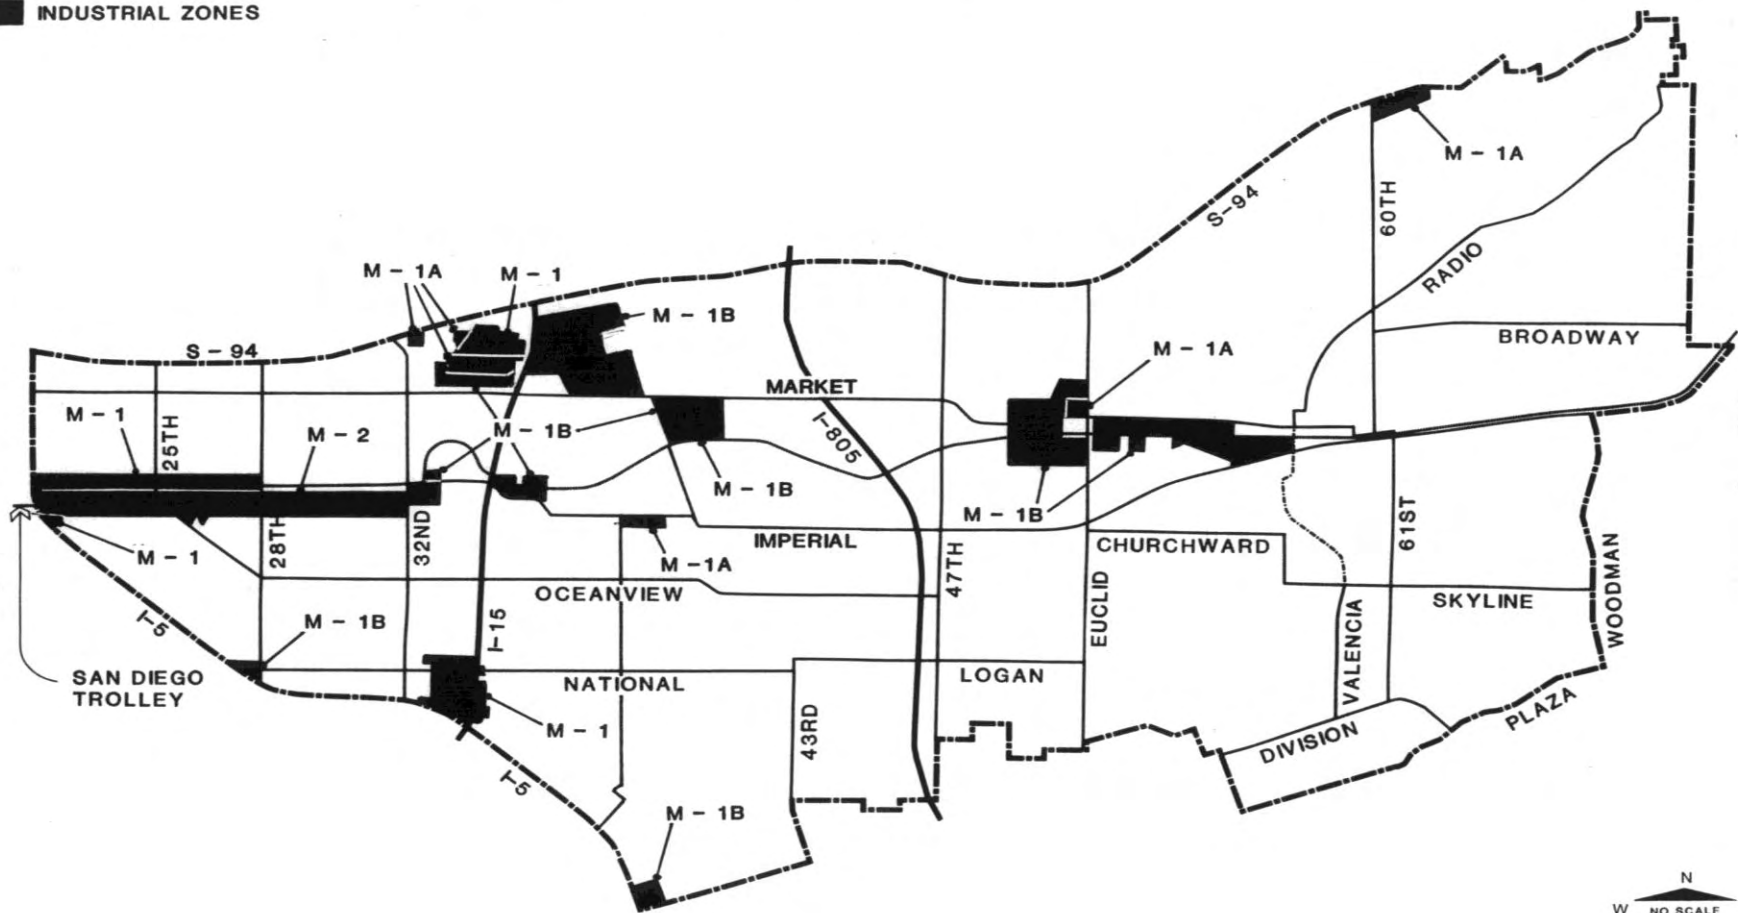 INDUSTRIAL ZONES
M - 1A
60TH
S-94
RADIO
M - 1A
M - 1
M - 1B
BROADWAY
S - 94
M - 1A
MARKET
M - 1
25TH
M - 2
M - 1B
I-805
M - 1B
M - 1B
28TH
32ND
M - 1
IMPERIAL
M - 1A
47TH
CHURCHWARD
61ST
WOODMAN
OCEANVIEW
SKYLINE
EUCLID
I-5
M - 1B
I-15
VALENCIA
SAN DIEGO
TROLLEY
NATIONAL
LOGAN
43RD
M - 1
PLAZA
DIVISION
I-5
M - 1B
N
W
NO SCALE